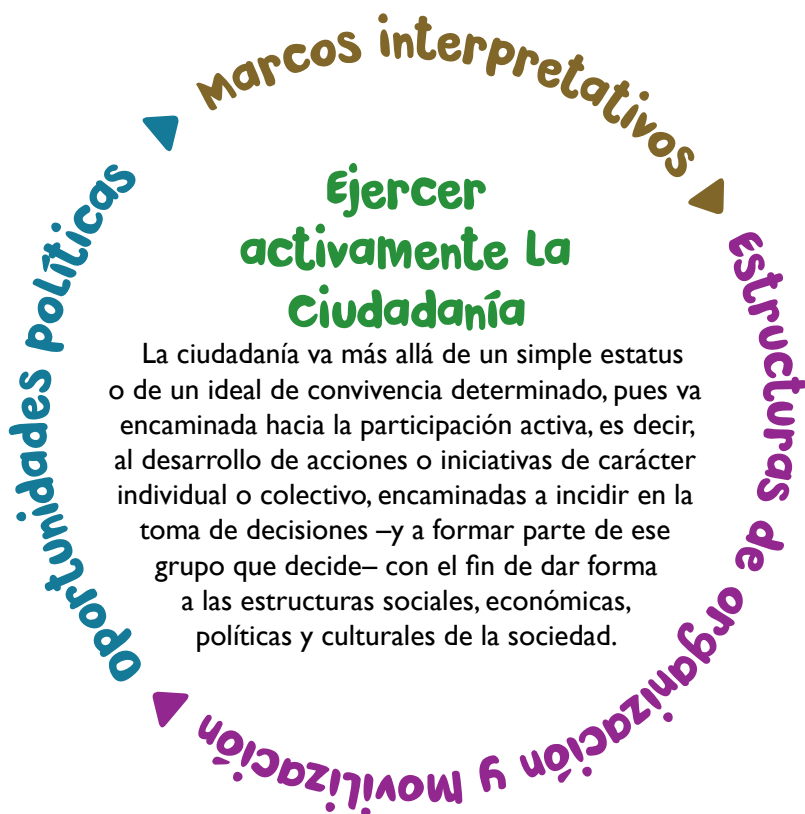 Marcos interpretativos
Estructuras de organización y Movilización
Oportunidades políticas
Ejercer
activamente la
Ciudadanía
La ciudadanía va más allá de un simple estatus
o de un ideal de convivencia determinado, pues va
encaminada hacia la participación activa, es decir,
al desarrollo de acciones o iniciativas de carácter
individual o colectivo, encaminadas a incidir en la
toma de decisiones –y a formar parte de ese
grupo que decide– con el fin de dar forma
a las estructuras sociales, económicas,
políticas y culturales de la sociedad.